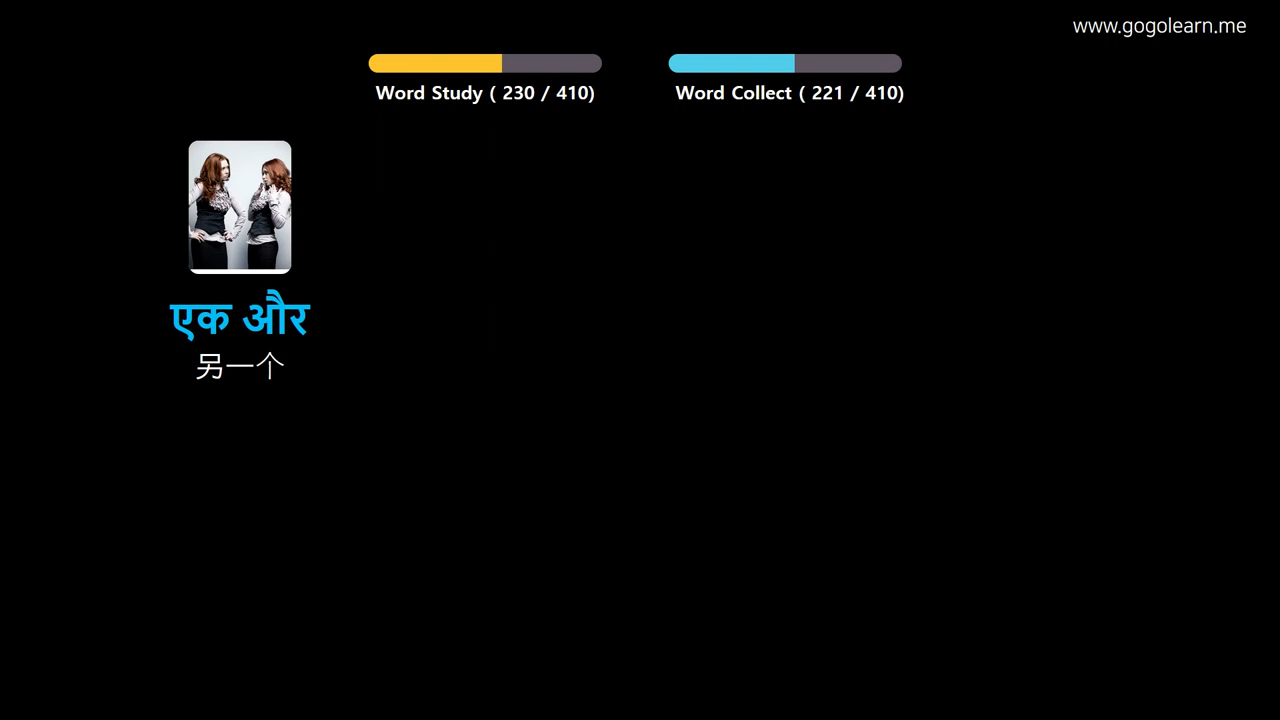 www.gogolearn.me
Word Study ( 230 / 410)
Word Collect ( 221 / 410)
एक और
另一个